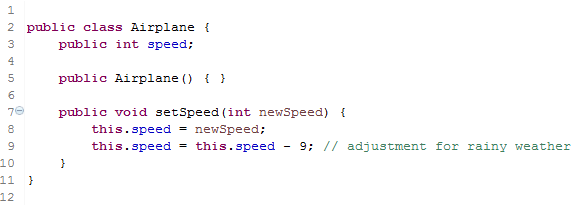 1
2 public class Airplane {
3     public int speed;
4
5     public Airplane() { }
6
7     public void setSpeed(int newSpeed) {
8         this.speed = newSpeed;
9         this.speed = this.speed - 9; // adjustment for rainy weather
10     }
11 }
12